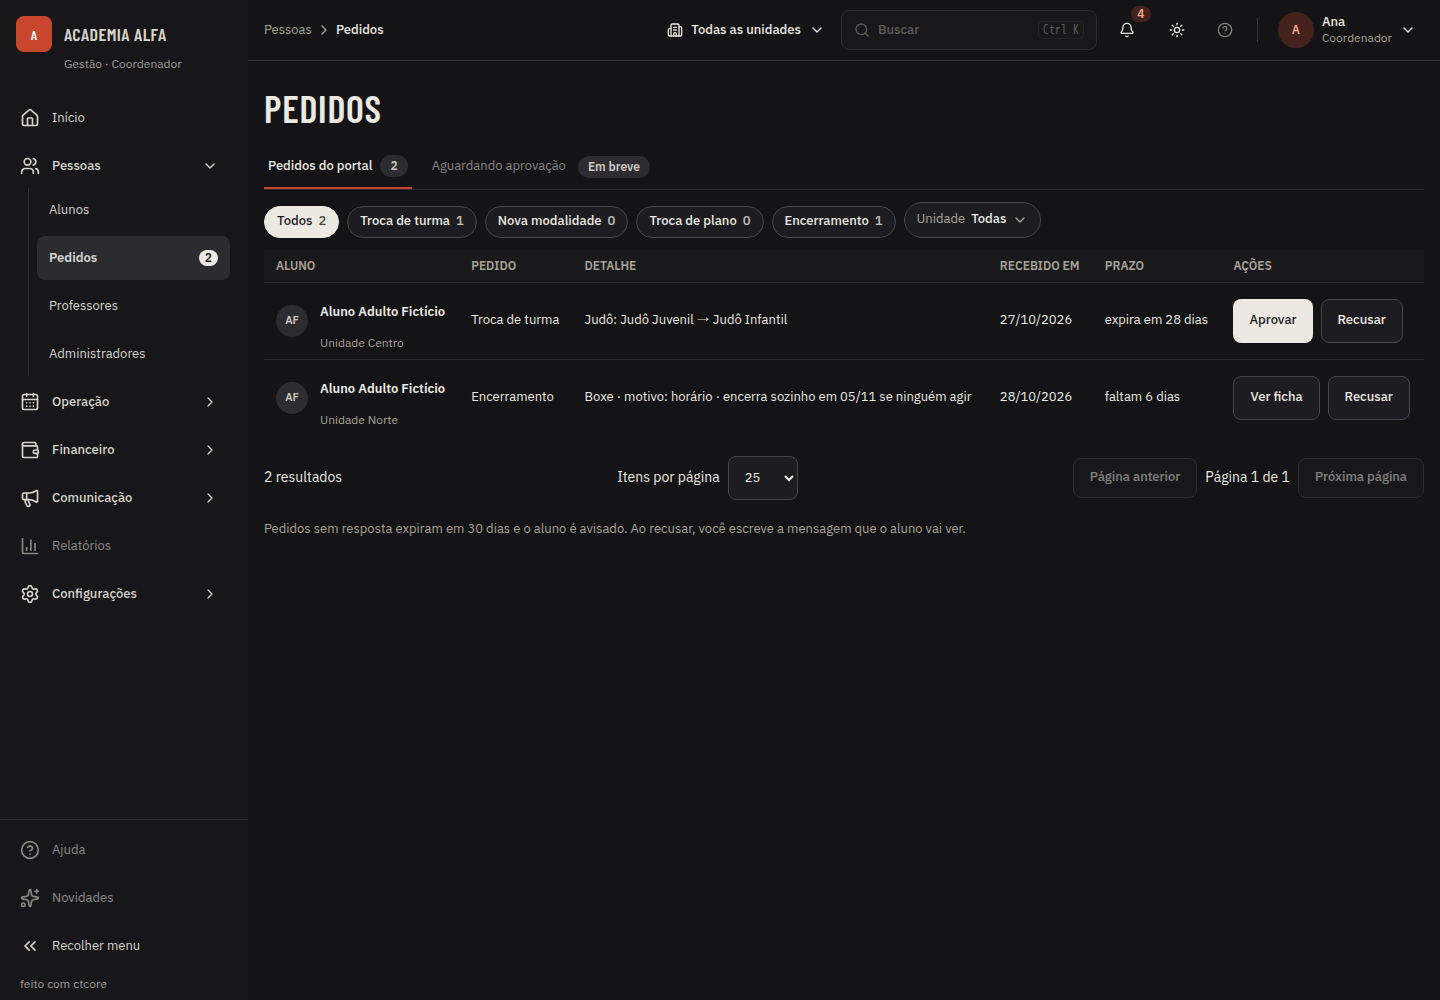 A
ACADEMIA ALFA
Gestão · Coordenador
Início
Pessoas
Alunos
Pedidos 2
Professores
Administradores
Operação
Financeiro
Comunicação
Relatórios
Configurações
Ajuda
Novidades
Recolher menu
feito com ctcore
Pessoas Pedidos
Todas as unidades
Buscar Ctrl K
4
A
Ana
Coordenador
PEDIDOS
Pedidos do portal 2 Aguardando aprovação Em breve
Todos 2 Troca de turma 1 Nova modalidade 0 Troca de plano 0 Encerramento 1 Unidade Todas
ALUNO PEDIDO DETALHE RECEBIDO EM PRAZO AÇÕES
AF Aluno Adulto Fictício Troca de turma Judô: Judô Juvenil → Judô Infantil 27/10/2026 expira em 28 dias Aprovar Recusar
Unidade Centro
AF Aluno Adulto Fictício Encerramento Boxe · motivo: horário · encerra sozinho em 05/11 se ninguém agir 28/10/2026 faltam 6 dias Ver ficha Recusar
Unidade Norte
2 resultados Itens por página 25 Página anterior Página 1 de 1 Próxima página
Pedidos sem resposta expiram em 30 dias e o aluno é avisado. Ao recusar, você escreve a mensagem que o aluno vai ver.